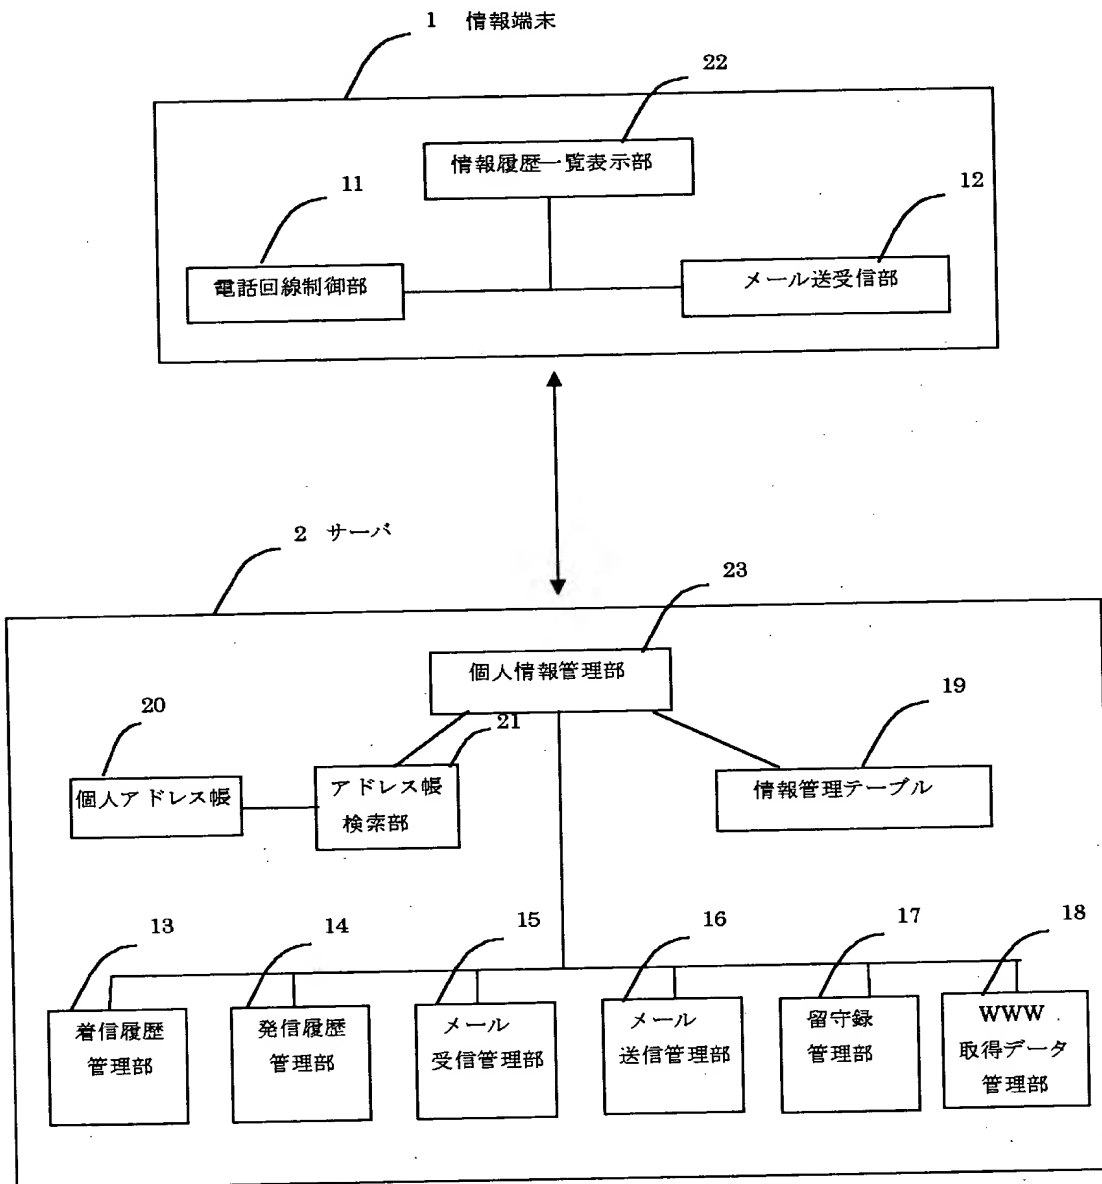 1 情報端末
22
情報履歴一覧表示部
11
12
電話回線制御部
メール送受信部
2 サーバ
23
個人情報管理部
20
21
19
個人アドレス帳
アドレス帳
検索部
情報管理テーブル
13
14
15
16
17
18
着信履歴
管理部
発信履歴
管理部
メール
受信管理部
メール
送信管理部
留守録
管理部
WWW
取得データ
管理部